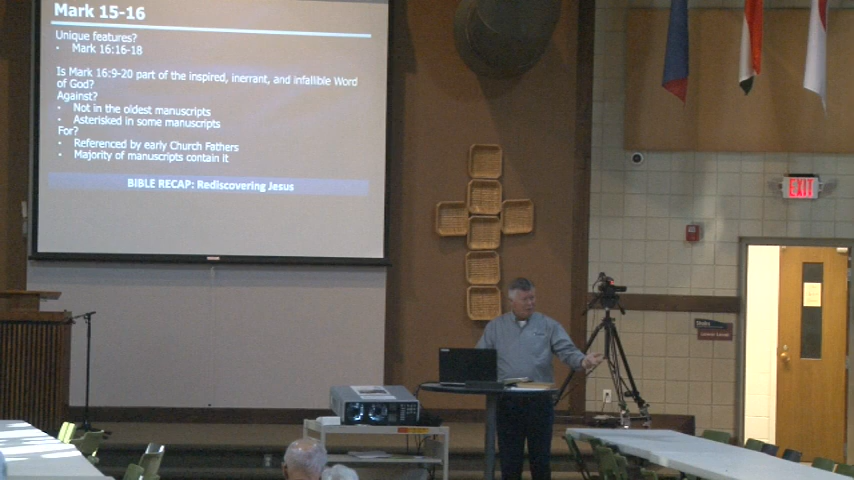 Mark 15-16
Unique features?
• Mark 16:16-18
Is Mark 16:9-20 part of the inspired, inerrant, and infallible Word
of God?
Against?
• Not in the oldest manuscripts
• Asterisked in some manuscripts
For?
• Referenced by early Church Fathers
• Majority of manuscripts contain it
BIBLE RECAP: Rediscovering Jesus
EXIT